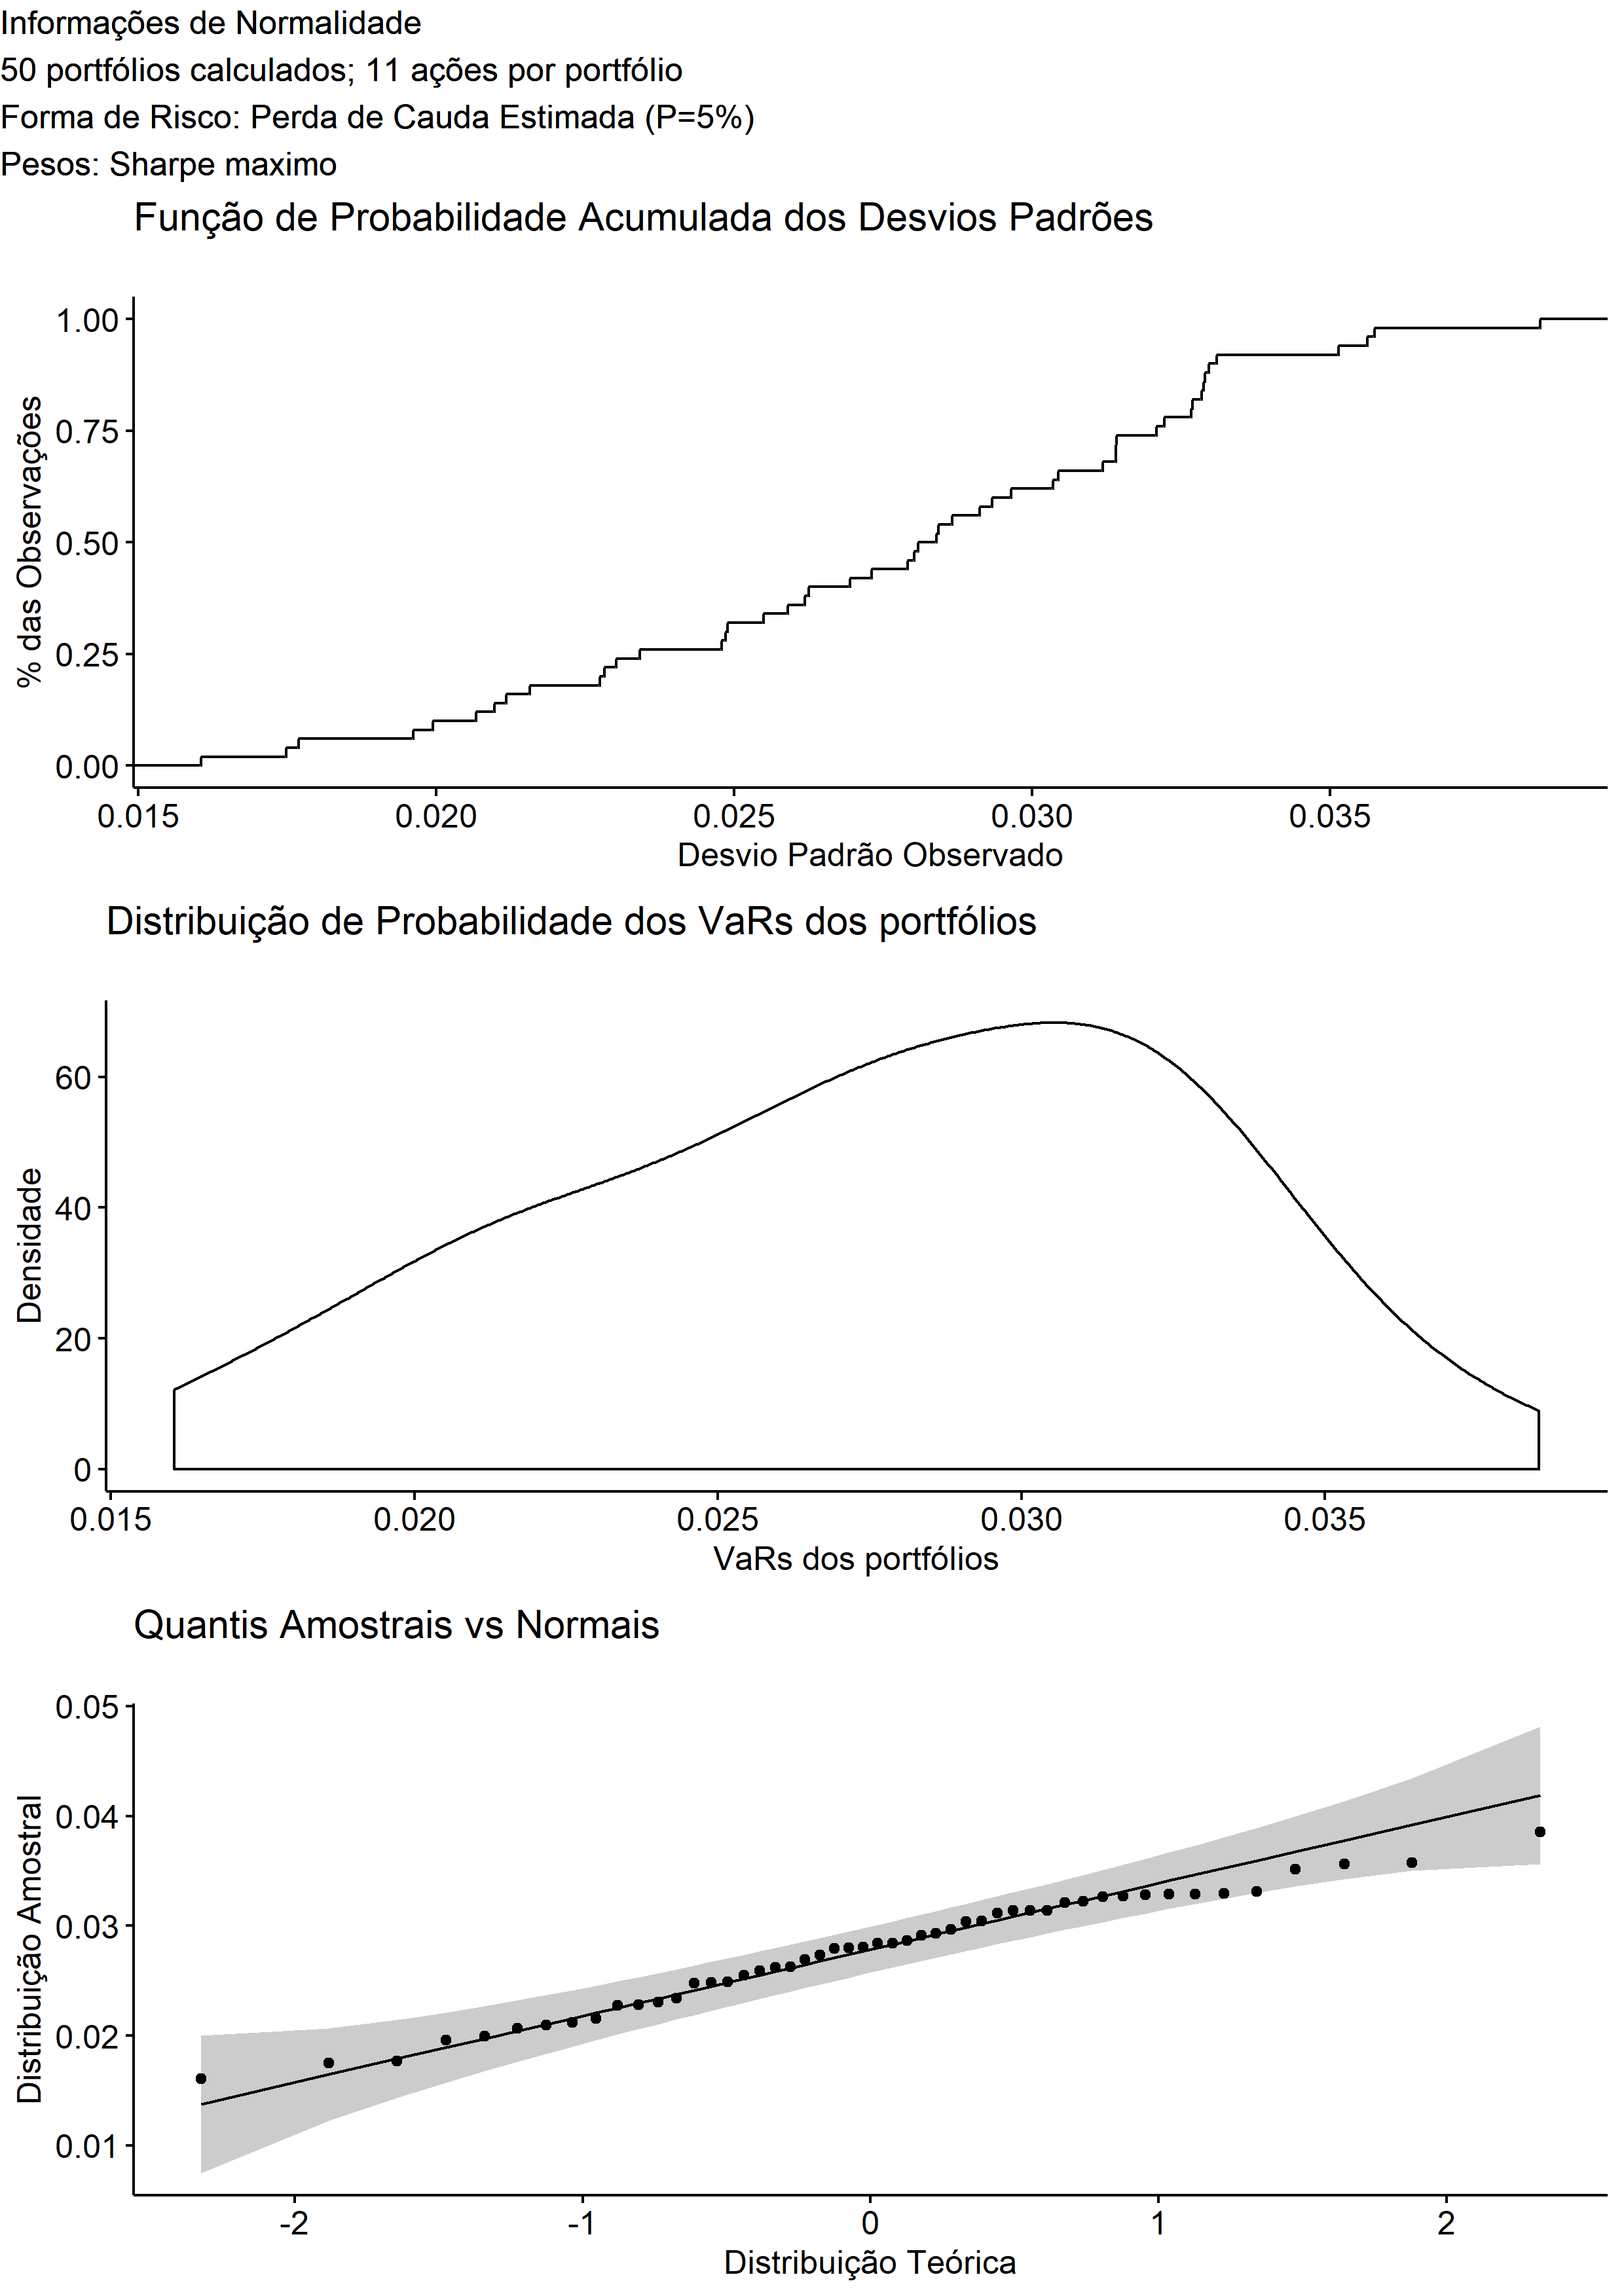 Informações de Normalidade
50 portfólios calculados; 11 ações por portfólio
Forma de Risco: Perda de Cauda Estimada (P=5%)
Pesos: Sharpe maximo
Função de Probabilidade Acumulada dos Desvios Padrões
% das Observações
1.00
0.75
0.50
0.25
0.00
0.015 0.020 0.025 0.030 0.035
Desvio Padrão Observado
Distribuição de Probabilidade dos VaRs dos portfólios
Densidade
60
40
20
0
0.015 0.020 0.025 0.030 0.035
VaRs dos portfólios
Quantis Amostrais vs Normais
Distribuição Amostral
0.05
0.04
0.03
0.02
0.01
-2 -1 0 1 2
Distribuição Teórica